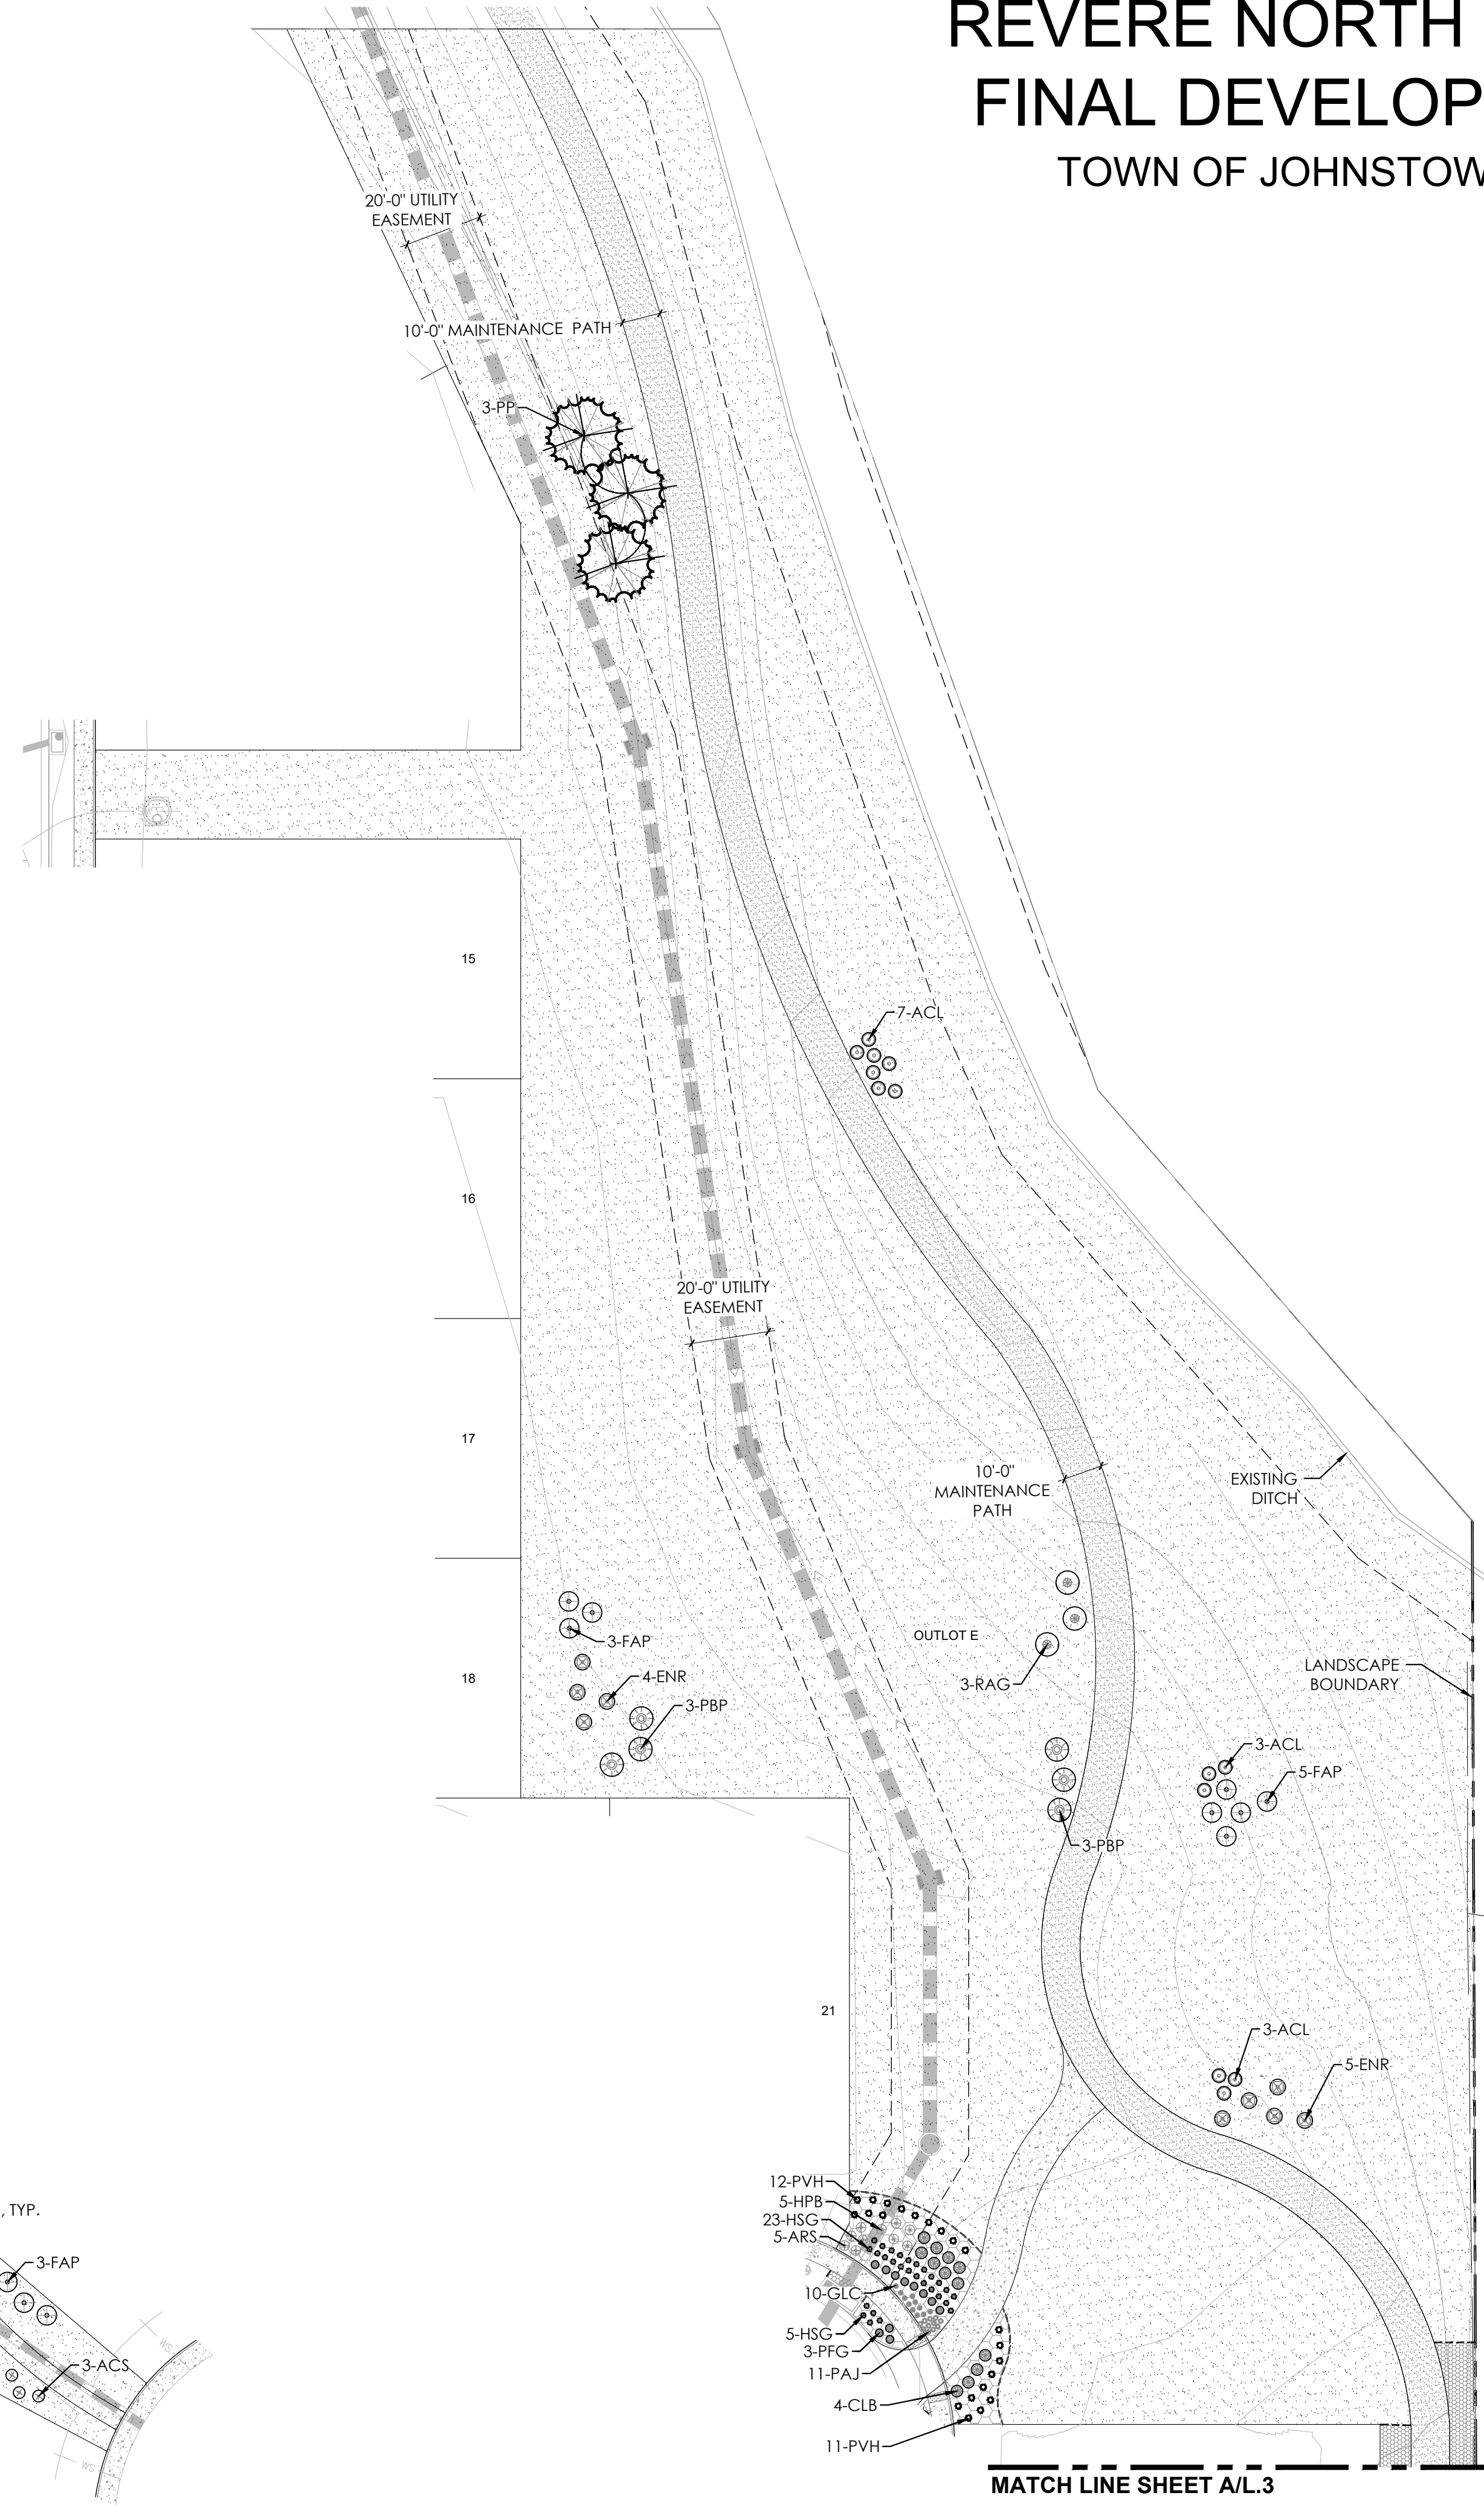 REVERE NORTH
FINAL DEVELOP
TOWN OF JOHNSTOW
20'-0" UTILITY
EASEMENT
10'-0" MAINTENANCE PATH
3-PP
15
7-ACL
16
20'-0" UTILITY
EASEMENT
17
10'-0"
MAINTENANCE
PATH
EXISTING
DITCH
3-FAP
OUTLOT E
18
4-ENR
3-RAG
LANDSCAPE
BOUNDARY
3-PBP
3-ACL
5-FAP
3-PBP
21
3-ACL
5-ENR
12-PVH
5-HPB
23-HSG
5-ARS
, TYP.
3-FAP
10-GLC
5-HSG
3-PFG
11-PAJ
3-ACS
4-CLB
11-PVH
WS
WS
MATCH LINE SHEET A/L.3